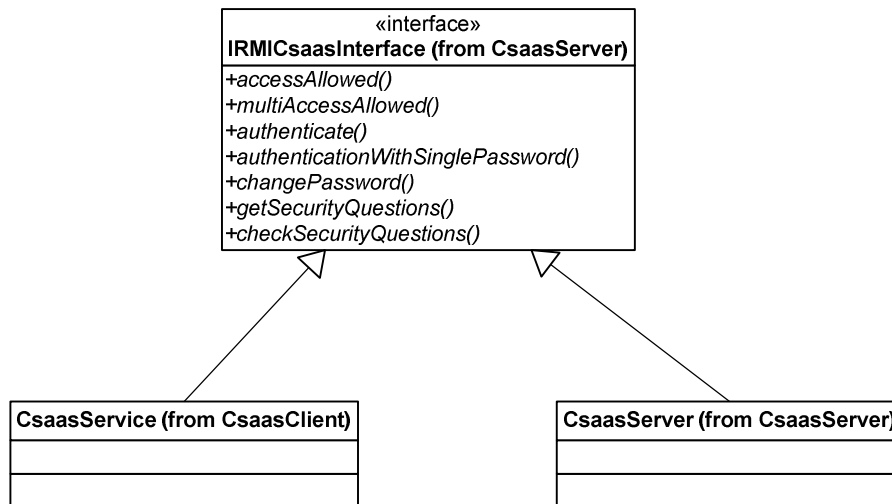 «interface»
IRMICsaasInterface (from CsaasServer)
+accessAllowed()
+multiAccessAllowed()
+authenticate()
+authenticationWithSinglePassword()
+changePassword()
+getSecurityQuestions()
+checkSecurityQuestions()
CsaasService (from CsaasClient)
CsaasServer (from CsaasServer)